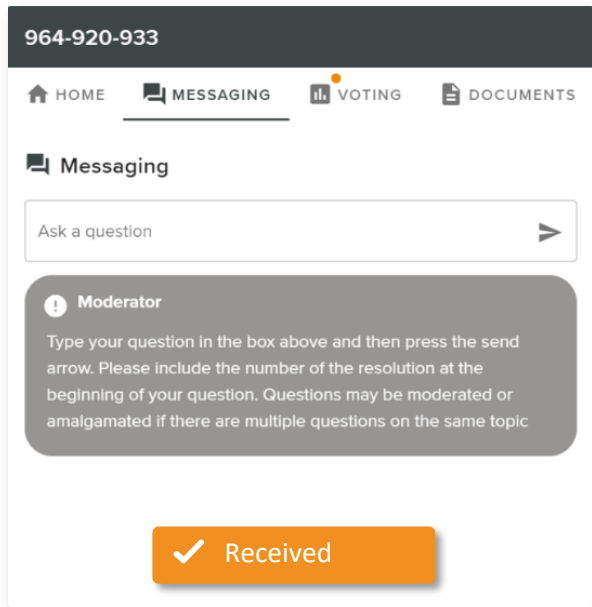 964-920-933
HOME MESSAGING VOTING DOCUMENTS
Messaging
Ask a question
Moderator
Type your question in the box above and then press the send
arrow. Please include the number of the resolution at the
beginning of your question. Questions may be moderated or
amalgamated if there are multiple questions on the same topic
Received